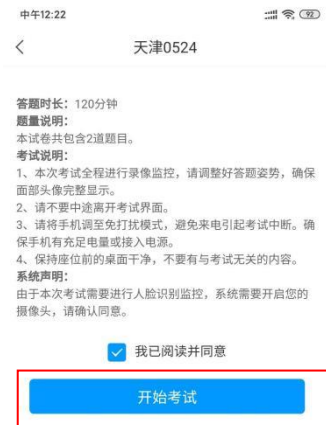 中午12:22
92
天津0524
答题时长：120分钟
题量说明：
本试卷共包含2道题目。
考试说明：
1、本次考试全程进行录像监控，请调整好答题姿势，确保
面部头像完整显示。
2、请不要中途离开考试界面。
3、请将手机调至免打扰模式，避免来电引起考试中断。确
保手机有充足电量或接入电源。
4、保持座位前的桌面干净，不要有与考试无关的内容。
系统声明：
由于本次考试需要进行人脸识别监控，系统需要开启您的
摄像头，请确认同意。
我已阅读并同意
开始考试